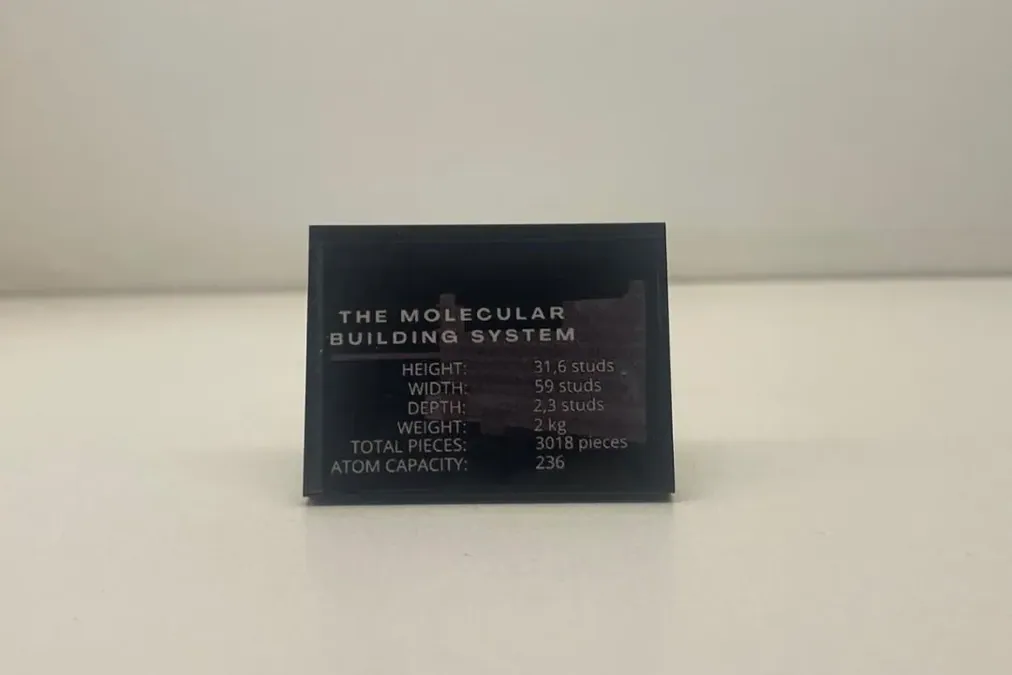 THE MOLECULAR
BUILDING SYSTEM
HEIGHT: 31,6 studs
WIDTH: 59 studs
DEPTH: 2,3 studs
WEIGHT: 2 kg
TOTAL PIECES: 3018 pieces
ATOM CAPACITY: 236